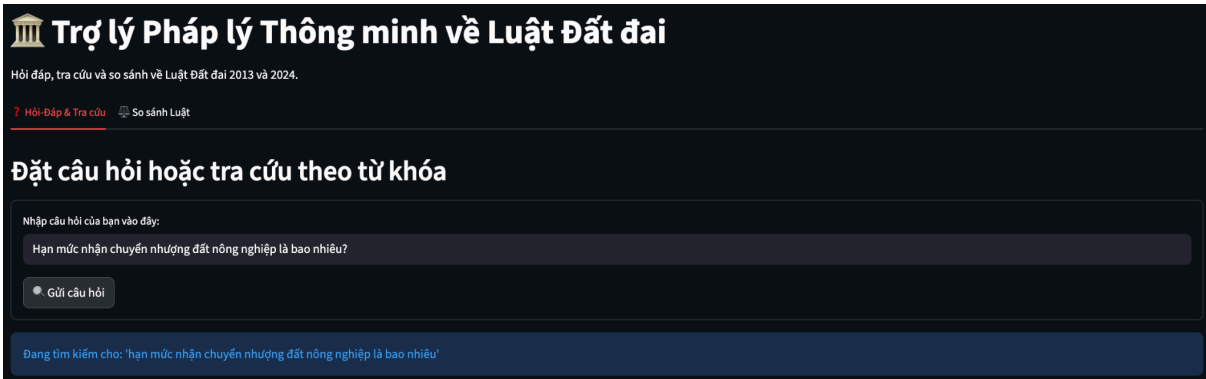 🏛️ Trợ lý Pháp lý Thông minh về Luật Đất đai
Hỏi đáp, tra cứu và so sánh về Luật Đất đai 2013 và 2024.
❓ Hỏi-Đáp & Tra cứu ⚖️ So sánh Luật
Đặt câu hỏi hoặc tra cứu theo từ khóa
Nhập câu hỏi của bạn vào đây:
Hạn mức nhận chuyển nhượng đất nông nghiệp là bao nhiêu?
🔍 Gửi câu hỏi
Đang tìm kiếm cho: 'hạn mức nhận chuyển nhượng đất nông nghiệp là bao nhiêu'